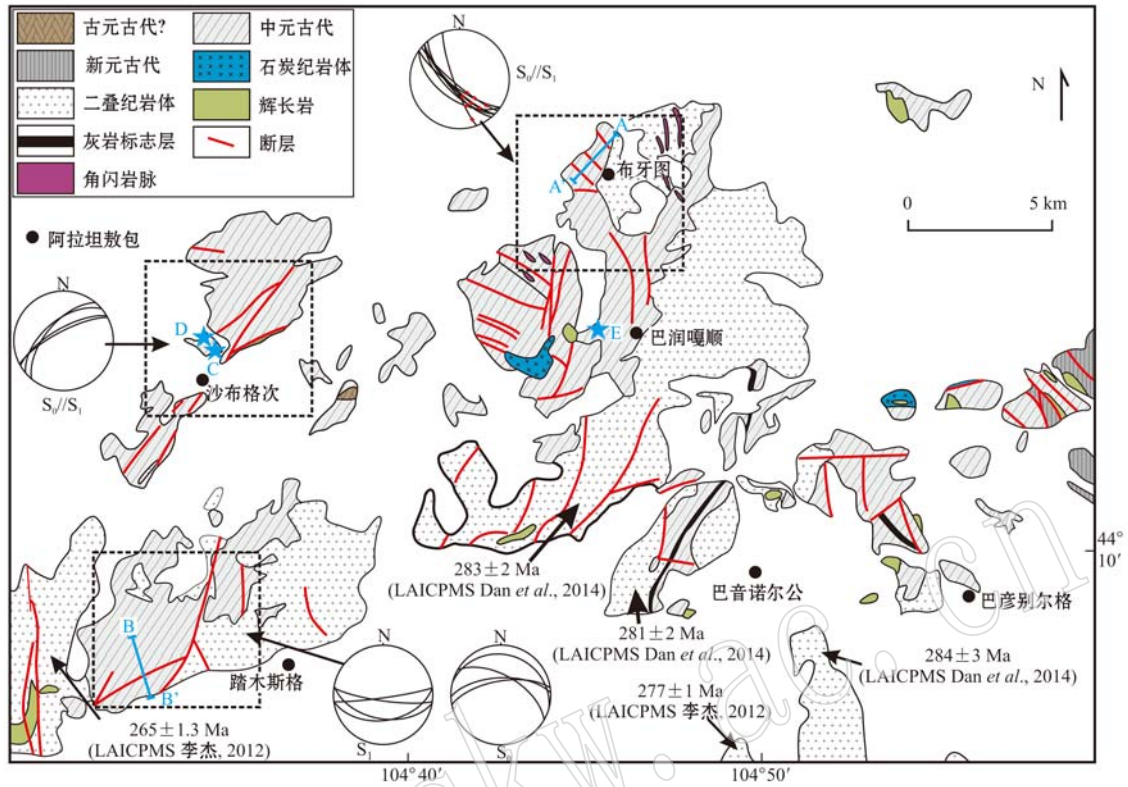 古元古代?
中元古代
新元古代
石炭纪岩体
二叠纪岩体
辉长岩
灰岩标志层
断层
角闪岩脉
N
S₀//S₁
N
A
A'
布牙图
0
5 km
阿拉坦敖包
N
D
C
沙布格次
S₀//S₁
E
巴润嘎顺
283±2 Ma
(LAICPMS Dan et al., 2014)
巴音诺尔公
44°
10′
巴彦别尔格
B
B'
踏木斯格
281±2 Ma
(LAICPMS Dan et al., 2014)
284±3 Ma
(LAICPMS Dan et al., 2014)
277±1 Ma
(LAICPMS 李杰, 2012)
265±1.3 Ma
(LAICPMS 李杰, 2012)
N
S₁
N
104°40′
104°50′